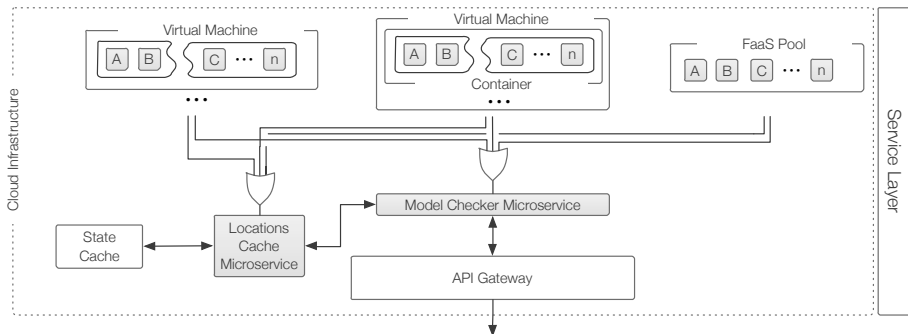 Virtual Machine
A B C ••• n
•••
Virtual Machine
A B C ••• n
Container
•••
FaaS Pool
A B C ••• n
Cloud Infrastructure
Service Layer
Model Checker Microservice
Locations
Cache
Microservice
State
Cache
API Gateway